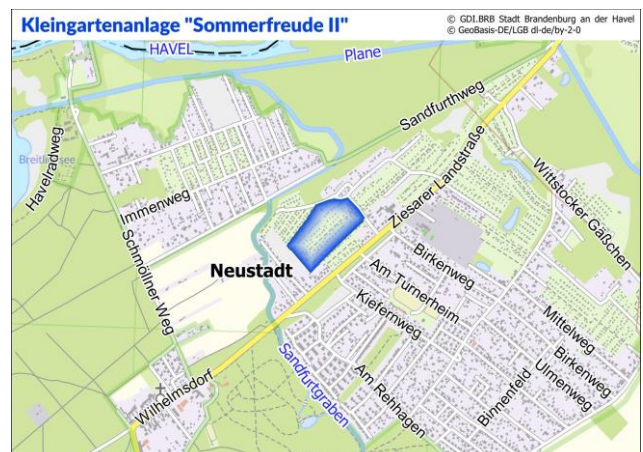 Kleingartenanlage "Sommerfreude II"
© GDI.BRB Stadt Brandenburg an der Havel
© GeoBasis-DE/LGB dl-de/by-2-0
HAVEL
Plane
Sandfurthweg
Havelradweg
Breitlingsee
Immenweg
Ziesarer Landstraße
Wittstocker Gäßchen
Schmöllner Weg
Neustadt
Birkenweg
Am Turnerheim
Kiefernweg
Mittelweg
Birkenweg
Ulmenweg
Binnenfeld
Am Rehhagen
Sandfurtgraben
Wilhelmsdorf